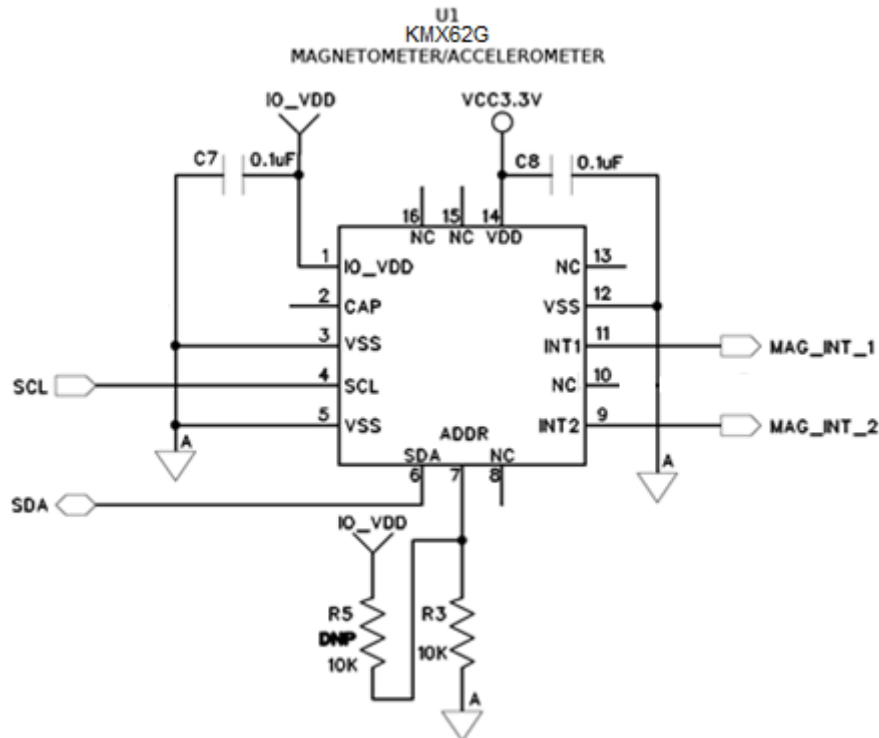 U1
KMX62G
MAGNETOMETER/ACCELEROMETER
IO_VDD
VCC3.3V
C7 0.1uF
C8 0.1uF
16 15 14
NC NC VDD
1 IO_VDD
NC 13
2 CAP
VSS 12
3 VSS
INT1 11 MAG_INT_1
SCL 4 SCL
NC 10
5 VSS
INT2 9 MAG_INT_2
ADDR
SDA NC
A
A
6 7 8
SDA
IO_VDD
R5 R3
DNP
10K 10K
A